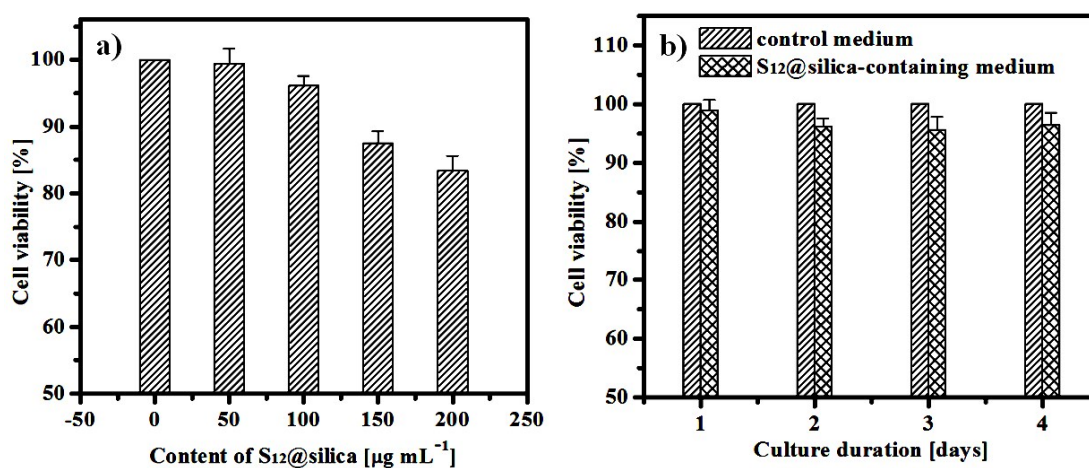 a)
Cell viability [%]
100
90
80
70
60
50
-50 0 50 100 150 200 250
Content of S₁₂@silica [μg mL⁻¹]
b)
control medium
S₁₂@silica-containing medium
Cell viability [%]
110
100
90
80
70
60
50
1 2 3 4
Culture duration [days]